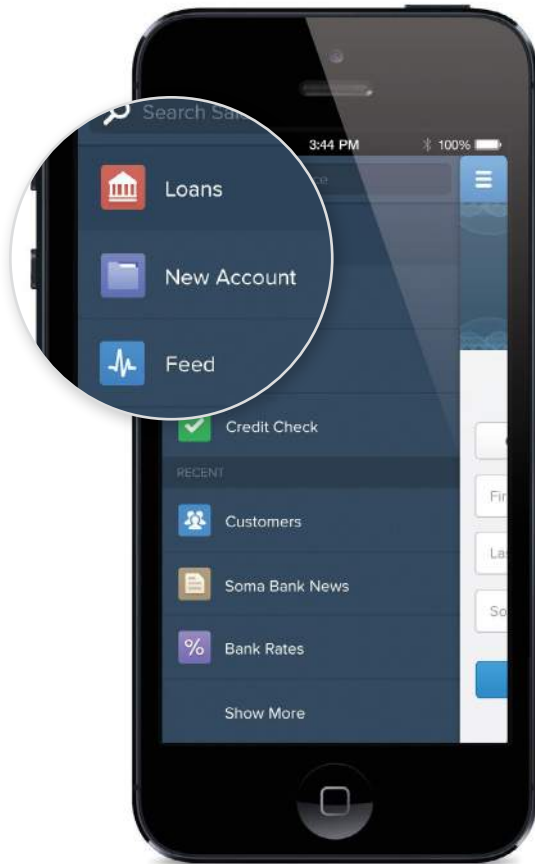 Search Sal
3:44 PM
100%
Loans
New Account
Feed
Credit Check
RECENT
Customers
Soma Bank News
%
Bank Rates
Show More